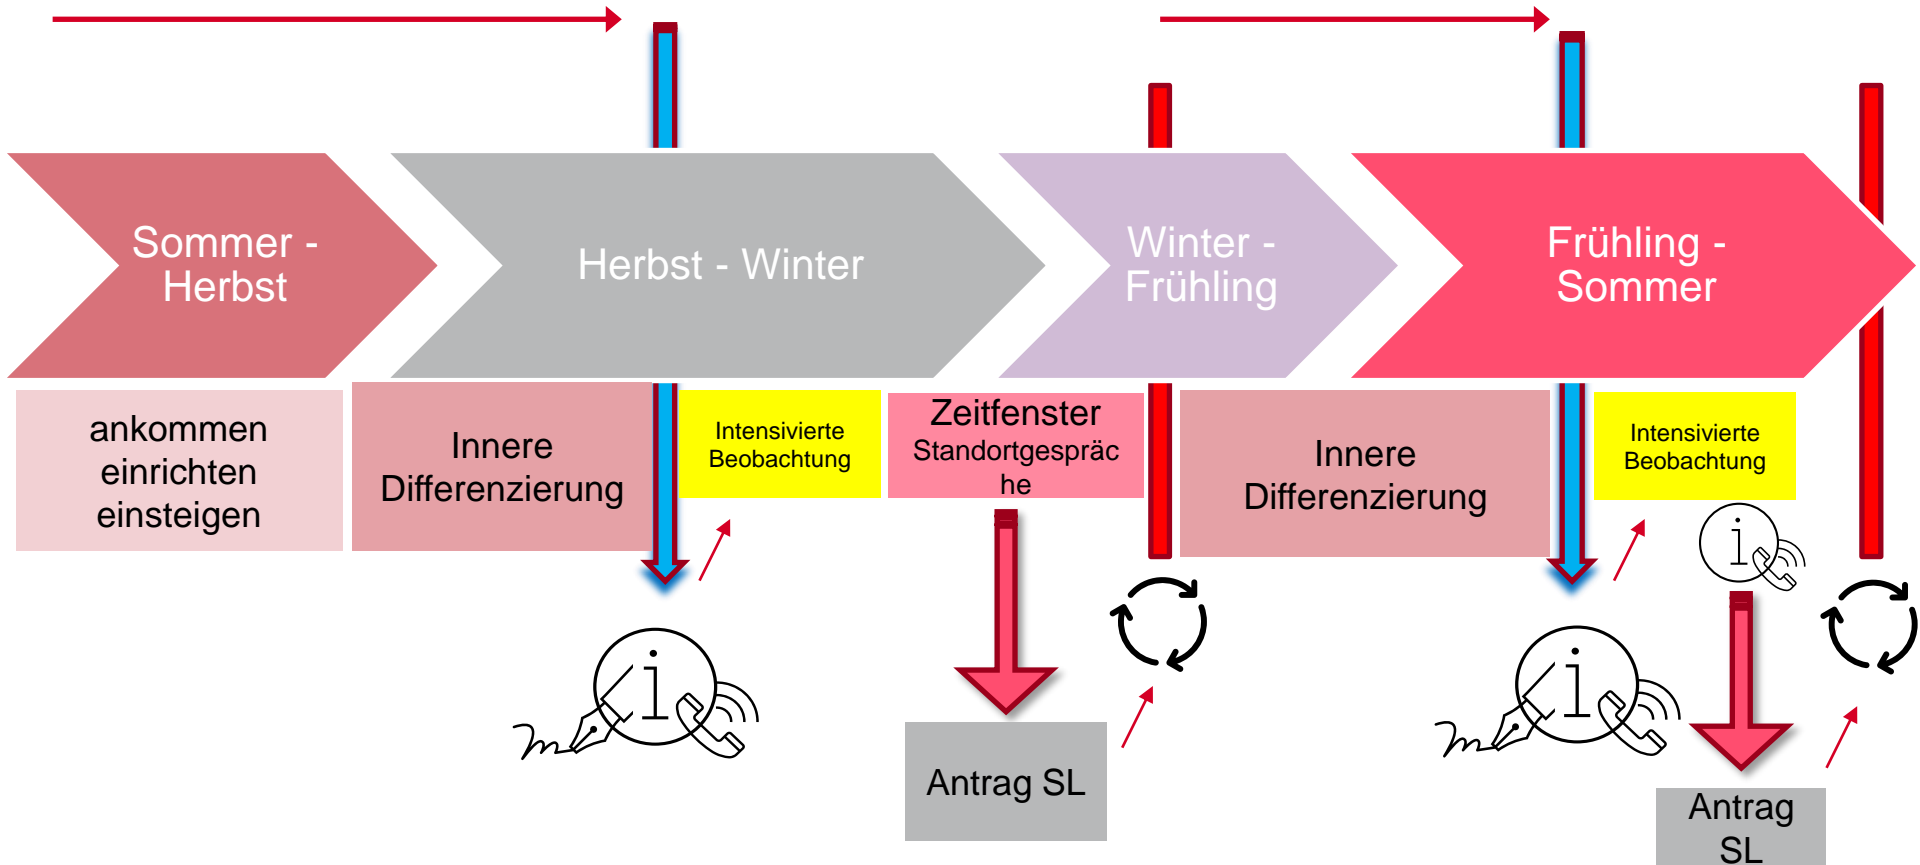 Sommer -
Herbst
Herbst - Winter
Winter -
Frühling
Frühling -
Sommer
ankommen
einrichten
einsteigen
Innere
Differenzierung
Intensivierte
Beobachtung
Zeitfenster
Standortgespräc
he
Innere
Differenzierung
Intensivierte
Beobachtung
i
i
i
Antrag SL
Antrag
SL